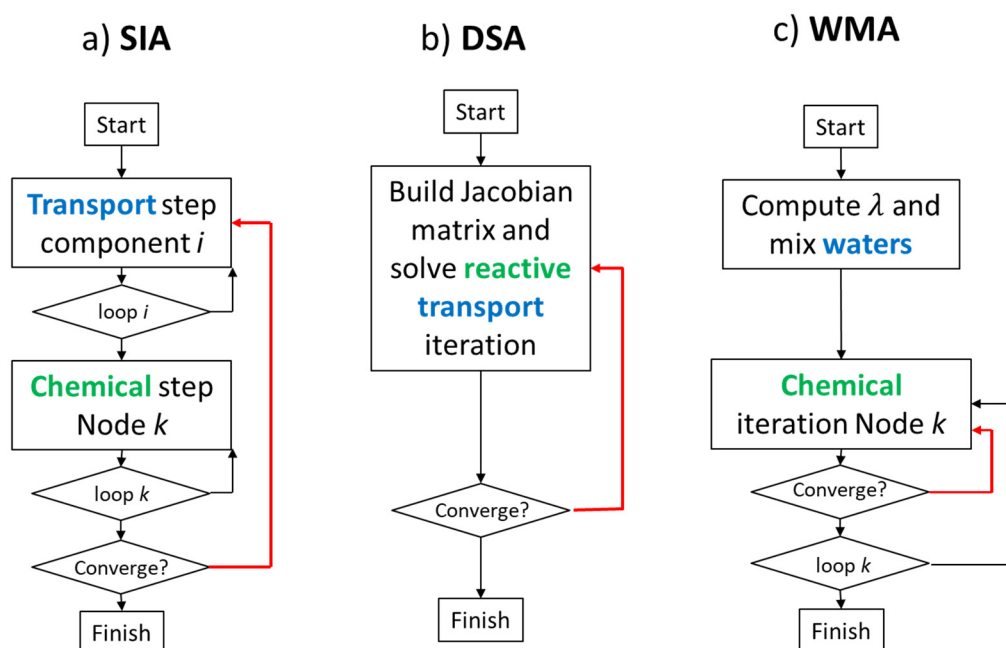 a) SIA
Start
Transport step
component i
loop i
Chemical step
Node k
loop k
Converge?
Finish
b) DSA
Start
Build Jacobian
matrix and
solve reactive
transport
iteration
Converge?
Finish
c) WMA
Start
Compute λ and
mix waters
Chemical
iteration Node k
Converge?
loop k
Finish